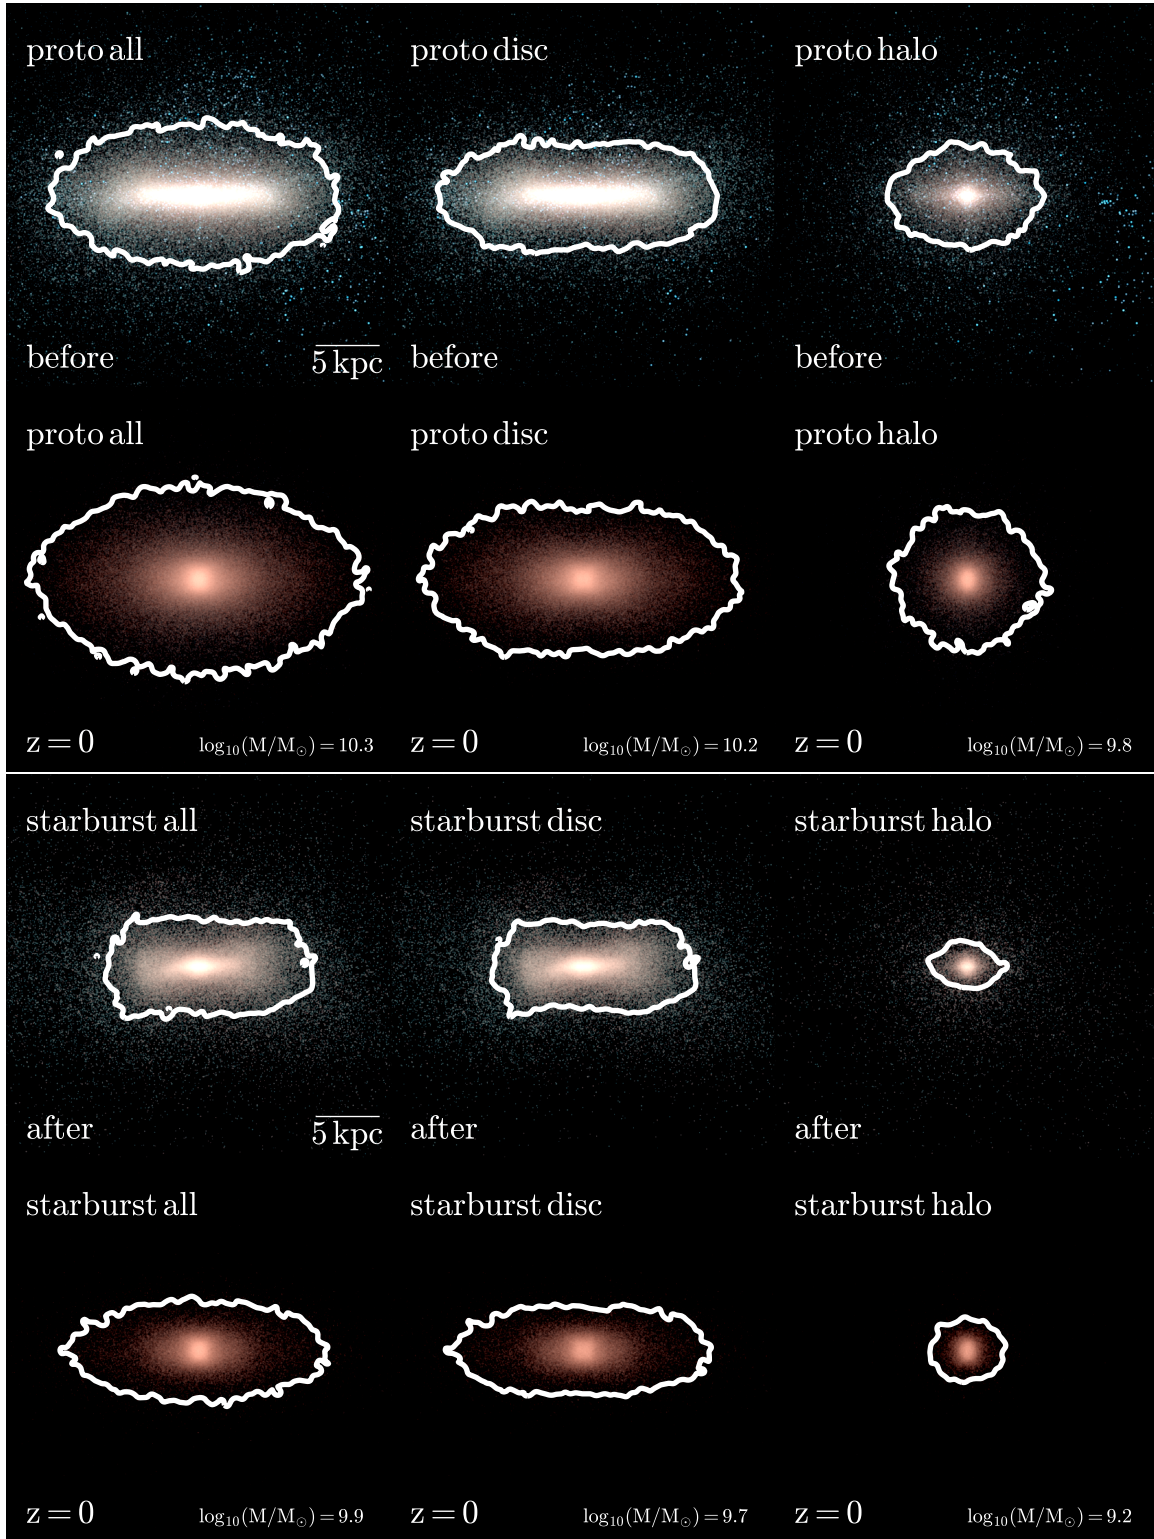 proto all proto disc proto halo
before 5 kpc before before
proto all proto disc proto halo
z = 0 log₁₀(M/M☉) = 10.3 z = 0 log₁₀(M/M☉) = 10.2 z = 0 log₁₀(M/M☉) = 9.8
starburst all starburst disc starburst halo
after 5 kpc after after
starburst all starburst disc starburst halo
z = 0 log₁₀(M/M☉) = 9.9 z = 0 log₁₀(M/M☉) = 9.7 z = 0 log₁₀(M/M☉) = 9.2